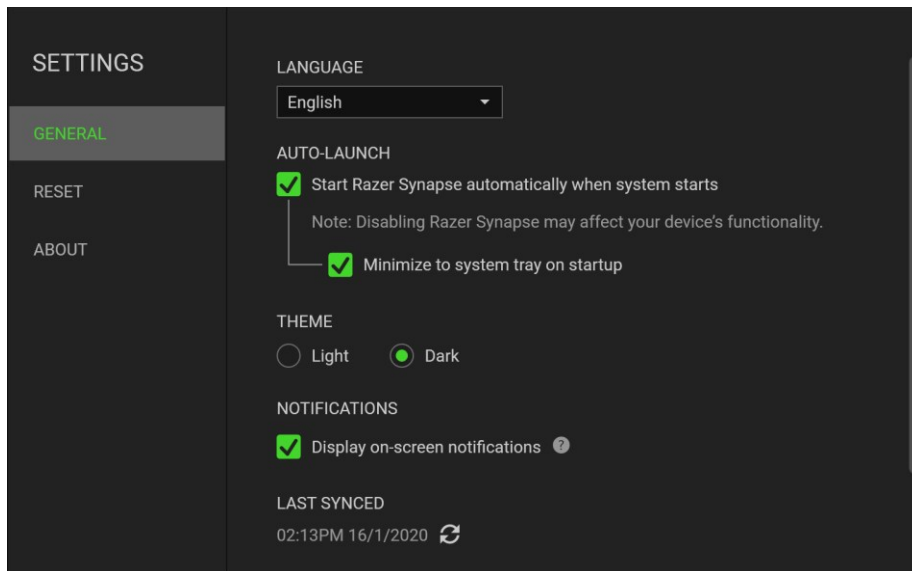 SETTINGS
GENERAL
RESET
ABOUT
LANGUAGE
English
AUTO-LAUNCH
Start Razer Synapse automatically when system starts
Note: Disabling Razer Synapse may affect your device’s functionality.
Minimize to system tray on startup
THEME
Light Dark
NOTIFICATIONS
Display on-screen notifications ?
LAST SYNCED
02:13PM 16/1/2020